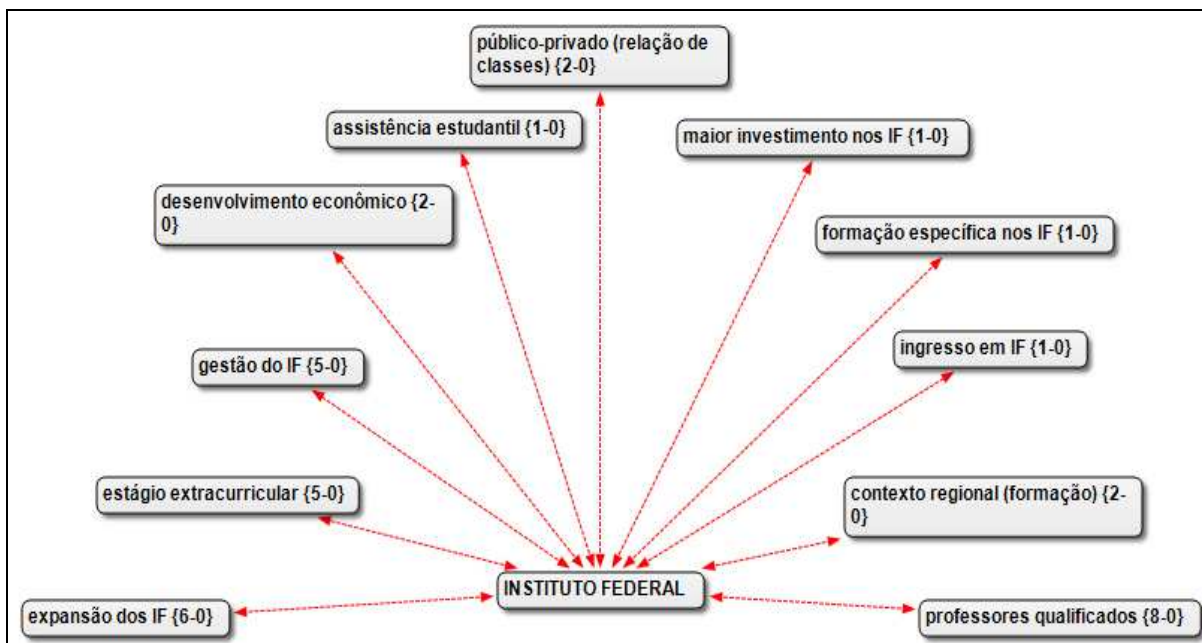 público-privado (relação de
classes) {2-0}
assistência estudantil {1-0}
maior investimento nos IF {1-0}
desenvolvimento econômico {2-
0}
formação específica nos IF {1-0}
ingresso em IF {1-0}
gestão do IF {5-0}
estágio extracurricular {5-0}
contexto regional (formação) {2-
0}
INSTITUTO FEDERAL
expansão dos IF {6-0}
professores qualificados {8-0}